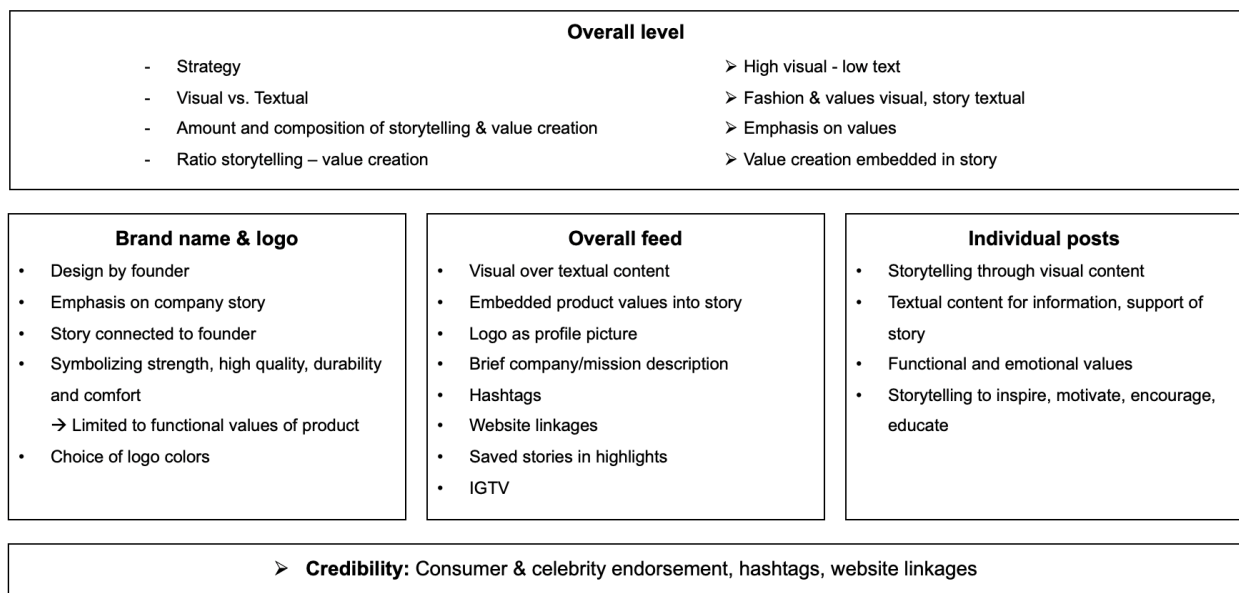 Overall level
- Strategy
- Visual vs. Textual
- Amount and composition of storytelling & value creation
- Ratio storytelling – value creation
➢ High visual - low text
➢ Fashion & values visual, story textual
➢ Emphasis on values
➢ Value creation embedded in story
Brand name & logo
• Design by founder
• Emphasis on company story
• Story connected to founder
• Symbolizing strength, high quality, durability
and comfort
→ Limited to functional values of product
• Choice of logo colors
Overall feed
• Visual over textual content
• Embedded product values into story
• Logo as profile picture
• Brief company/mission description
• Hashtags
• Website linkages
• Saved stories in highlights
• IGTV
Individual posts
• Storytelling through visual content
• Textual content for information, support of
story
• Functional and emotional values
• Storytelling to inspire, motivate, encourage,
educate
➢ Credibility: Consumer & celebrity endorsement, hashtags, website linkages